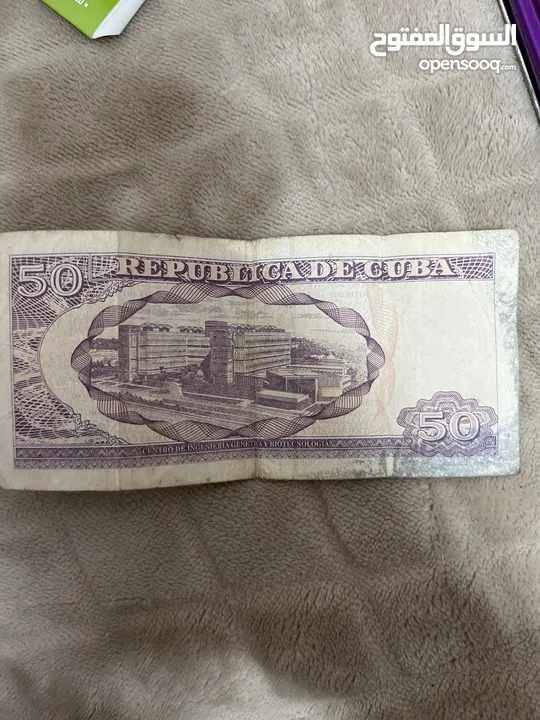 السوق المفتوح
opensooq.com
50
REPUBLICA DE CUBA
CENTRO DE INGENIERIA GENETICA Y BIOTECNOLOGIA
50